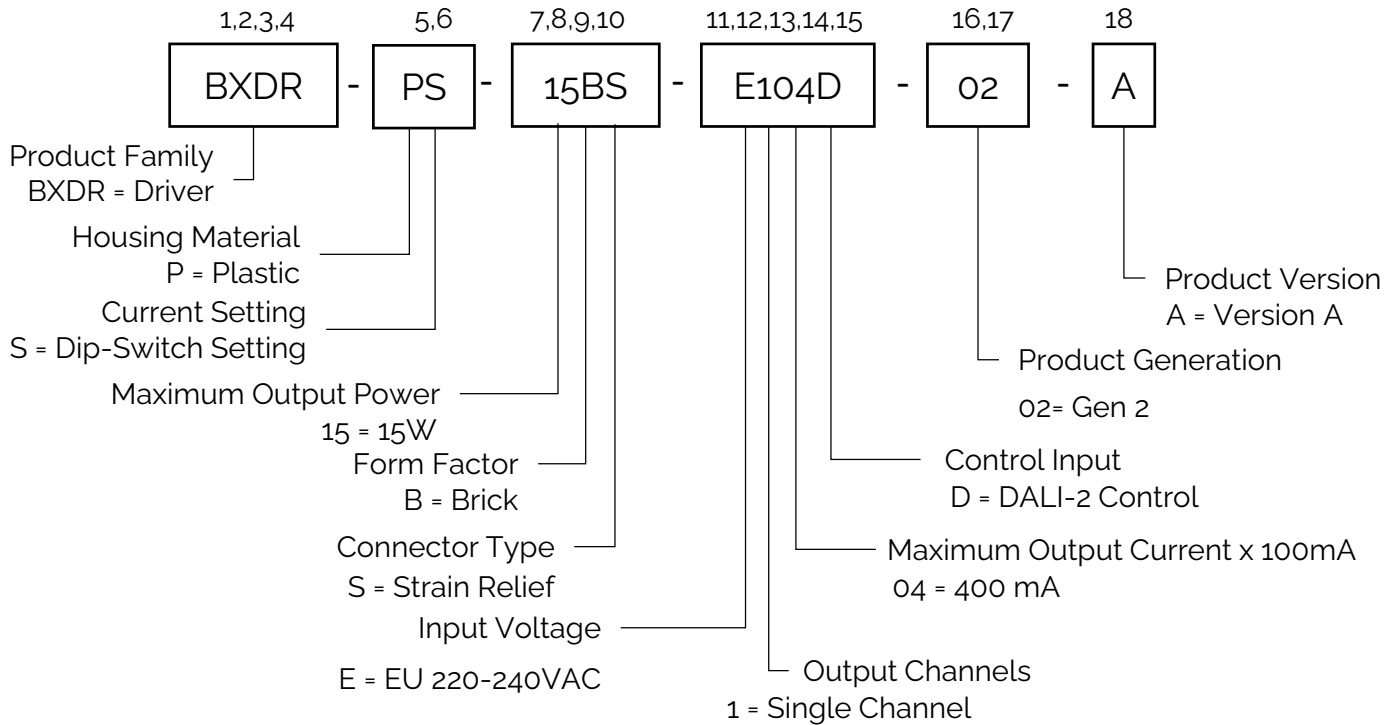 1,2,3,4 5,6 7,8,9,10 11,12,13,14,15 16,17 18
BXDR - PS - 15BS - E104D - 02 - A
Product Family
BXDR = Driver
Housing Material
P = Plastic
Current Setting
S = Dip-Switch Setting
Maximum Output Power
15 = 15W
Form Factor
B = Brick
Connector Type
S = Strain Relief
Input Voltage
E = EU 220-240VAC
Output Channels
1 = Single Channel
Maximum Output Current x 100mA
04 = 400 mA
Control Input
D = DALI-2 Control
Product Generation
02= Gen 2
Product Version
A = Version A